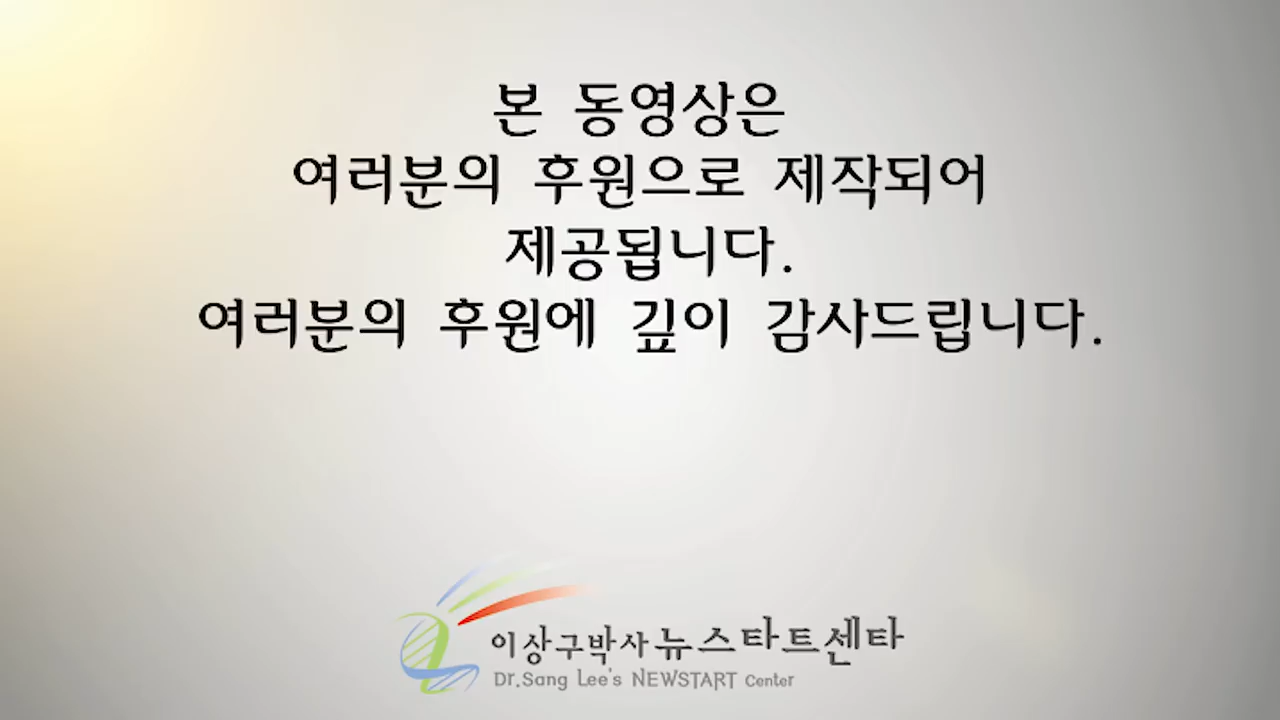 본 동영상은
여러분의 후원으로 제작되어
제공됩니다.
여러분의 후원에 깊이 감사드립니다.
이상구박사 뉴스타트센타
Dr.Sang Lee's NEWSTART Center